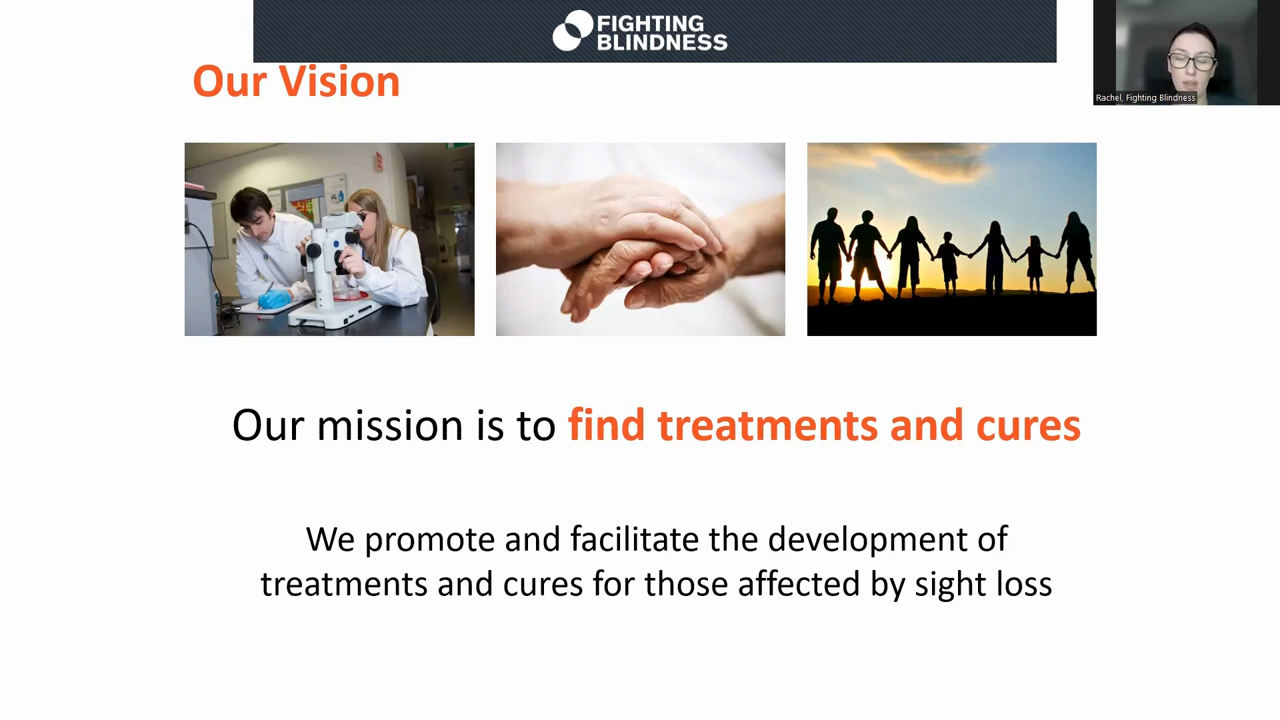 FIGHTING
BLINDNESS
Our Vision
Rachel, Fighting Blindness
Our mission is to find treatments and cures
We promote and facilitate the development of
treatments and cures for those affected by sight loss